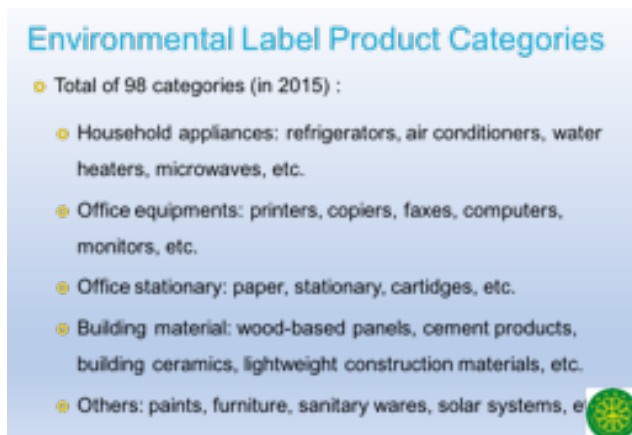 Environmental Label Product Categories
Total of 98 categories (in 2015) :
Household appliances: refrigerators, air conditioners, water
heaters, microwaves, etc.
Office equipments: printers, copiers, faxes, computers,
monitors, etc.
Office stationary: paper, stationary, cartidges, etc.
Building material: wood-based panels, cement products,
building ceramics, lightweight construction materials, etc.
Others: paints, furniture, sanitary wares, solar systems,